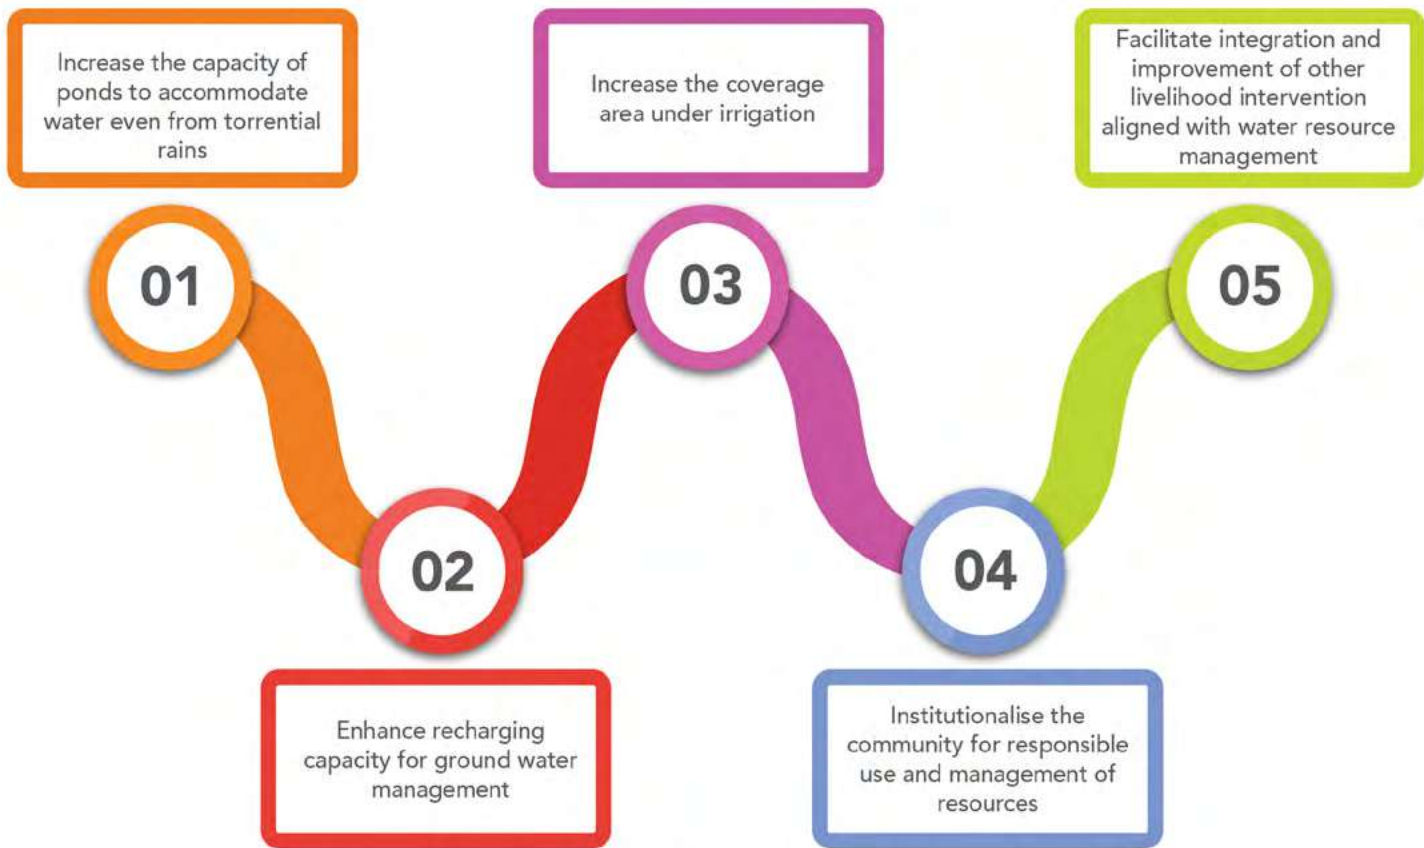 Increase the capacity of
ponds to accommodate
water even from torrential
rains
01
Enhance recharging
capacity for ground water
management
02
Increase the coverage
area under irrigation
03
Institutionalise the
community for responsible
use and management of
resources
04
Facilitate integration and
improvement of other
livelihood intervention
aligned with water resource
management
05